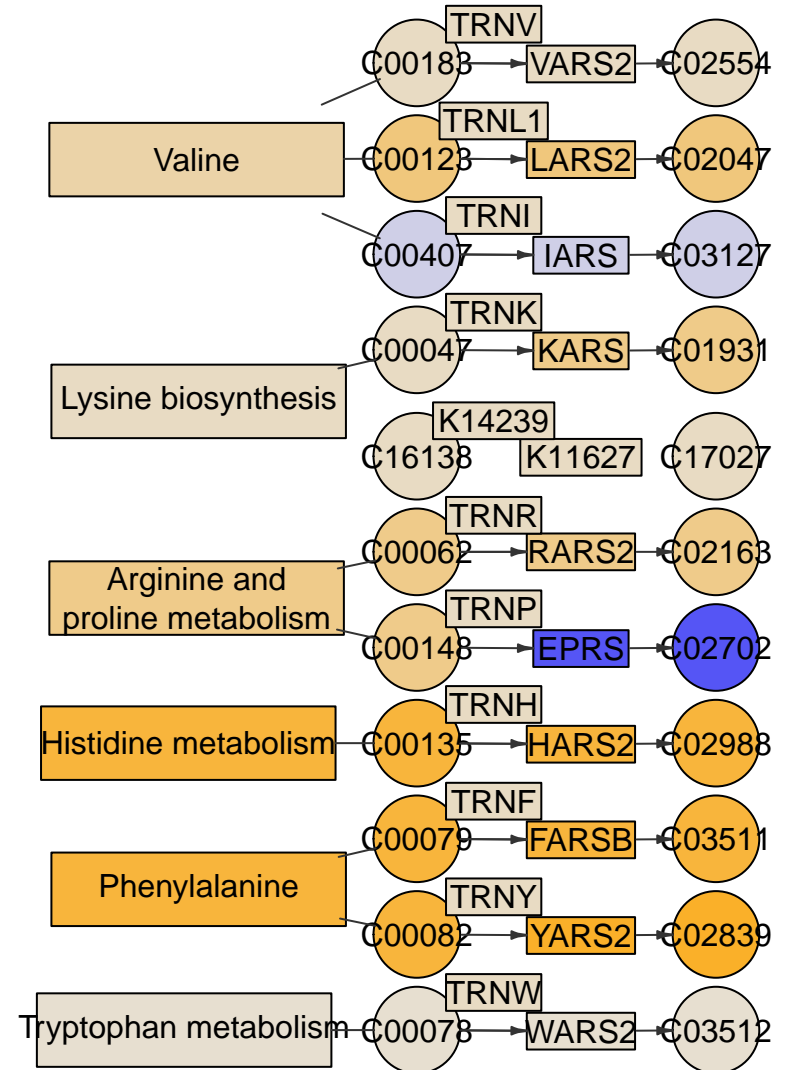 TRNV
C00183
VARS2
C02554
TRNL1
Valine
C00123
LARS2
C02047
TRNI
C00407
IARS
C03127
TRNK
C00047
KARS
C01931
Lysine biosynthesis
K14239
C16138
K11627
C17027
TRNR
C00062
RARS2
C02163
Arginine and
proline metabolism
TRNP
C00148
EPRS
C02702
TRNH
Histidine metabolism
C00135
HARS2
C02988
TRNF
C00079
FARSB
C03511
Phenylalanine
TRNY
C00082
YARS2
C02839
TRNW
Tryptophan metabolism
C00078
WARS2
C03512